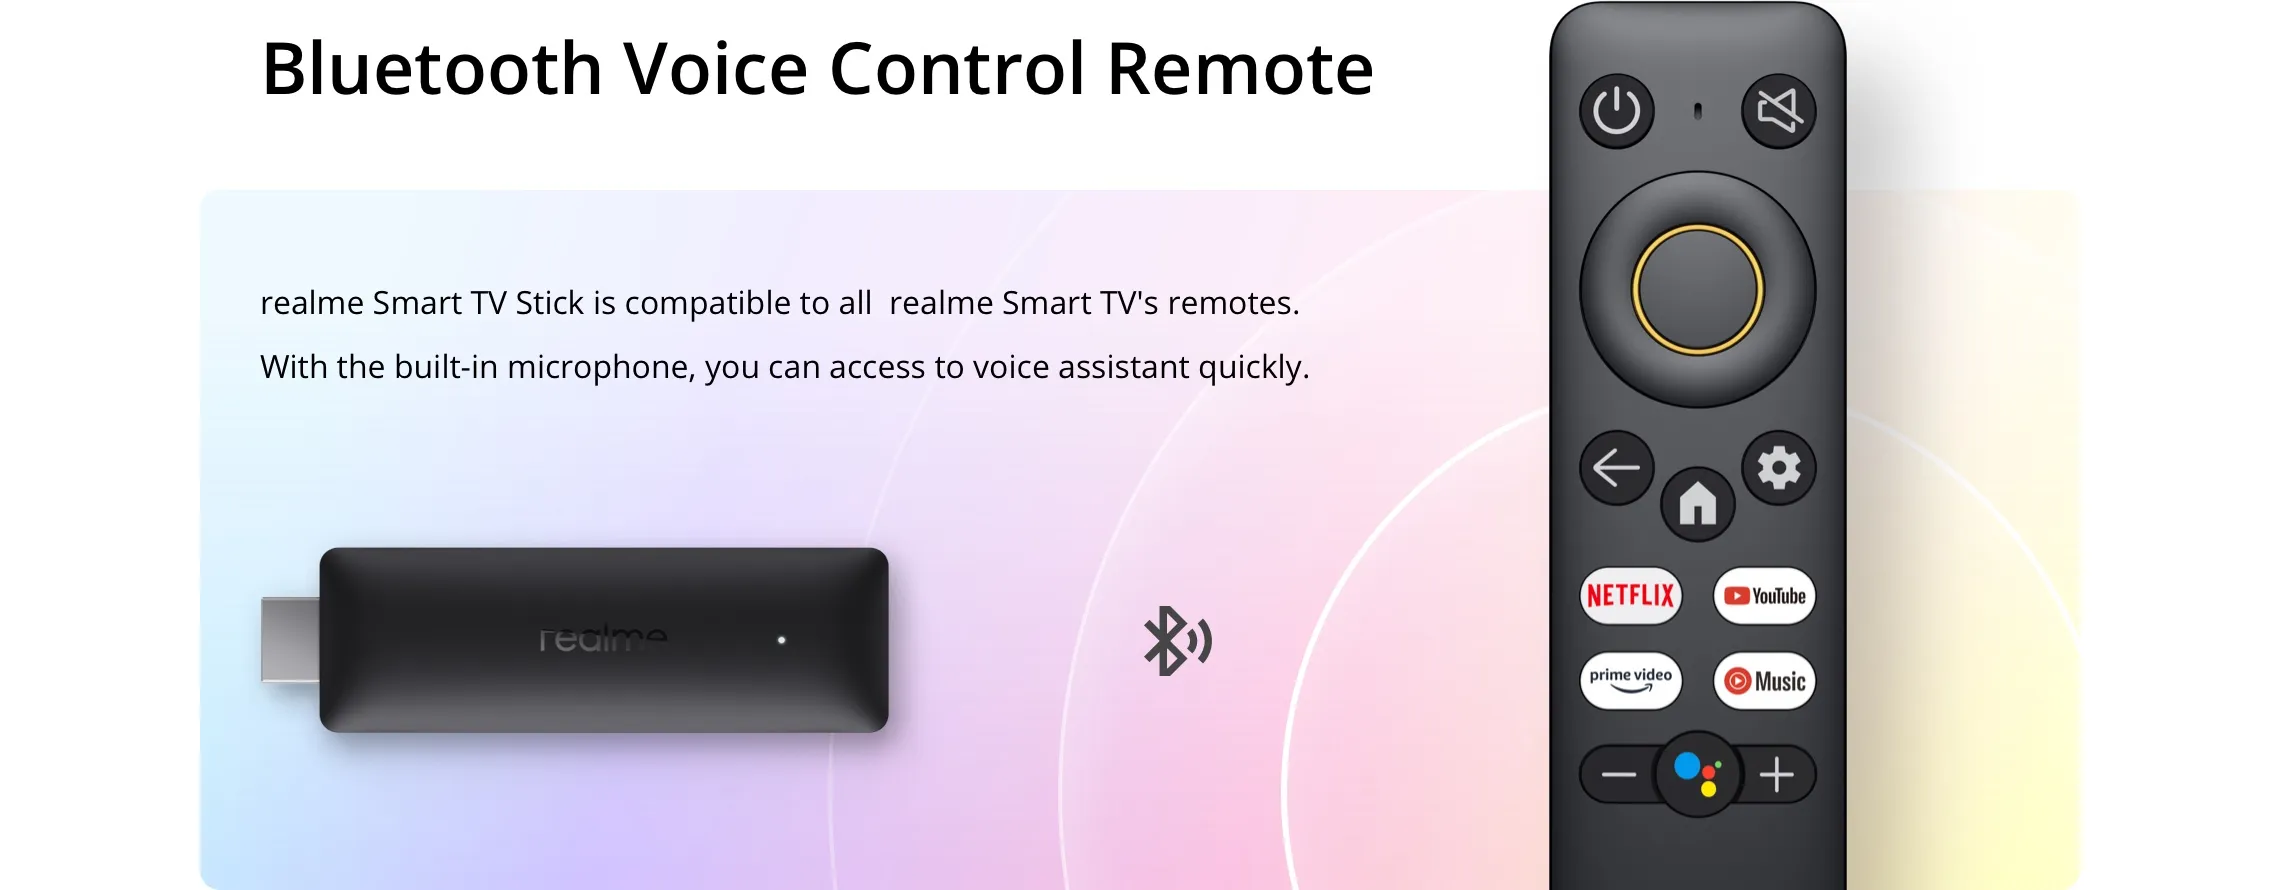 Bluetooth Voice Control Remote
realme Smart TV Stick is compatible to all  realme Smart TV's remotes.
With the built-in microphone, you can access to voice assistant quickly.
realme
NETFLIX
YouTube
prime video
Music